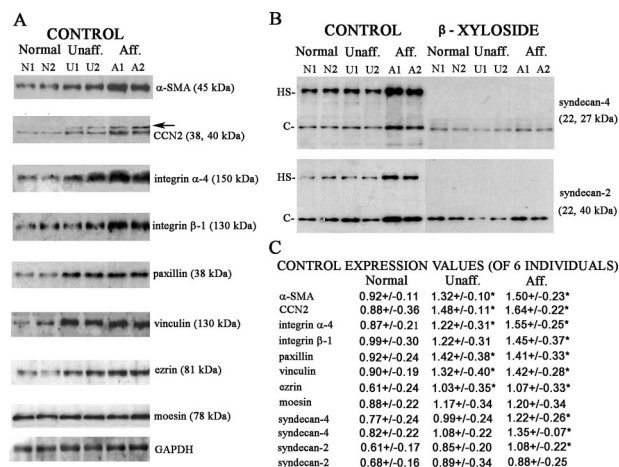 A
CONTROL
Normal Unaff. Aff.
N1 N2 U1 U2 A1 A2
α-SMA (45 kDa)
CCN2 (38, 40 kDa)
integrin α-4 (150 kDa)
integrin β-1 (130 kDa)
paxillin (38 kDa)
vinculin (130 kDa)
ezrin (81 kDa)
moesin (78 kDa)
GAPDH
B
CONTROL β - XYLOSIDE
Normal Unaff. Aff. Normal Unaff. Aff.
N1 N2 U1 U2 A1 A2 N1 N2 U1 U2 A1 A2
HS-
C-
syndecan-4
(22, 27 kDa)
HS-
C-
syndecan-2
(22, 40 kDa)
C
CONTROL EXPRESSION VALUES (OF 6 INDIVIDUALS)
Normal Unaff. Aff.
α-SMA 0.92+/-0.11 1.32+/-0.10* 1.50+/-0.23*
CCN2 0.88+/-0.36 1.48+/-0.11* 1.64+/-0.22*
integrin α-4 0.87+/-0.21 1.22+/-0.31* 1.55+/-0.25*
integrin β-1 0.99+/-0.30 1.22+/-0.31 1.45+/-0.37*
paxillin 0.92+/-0.24 1.42+/-0.38* 1.41+/-0.33*
vinculin 0.90+/-0.19 1.32+/-0.40* 1.42+/-0.28*
ezrin 0.61+/-0.24 1.03+/-0.35* 1.07+/-0.33*
moesin 0.88+/-0.22 1.17+/-0.34 1.20+/-0.34
syndecan-4 0.77+/-0.24 0.99+/-0.24 1.22+/-0.26*
syndecan-4 0.82+/-0.22 1.08+/-0.22 1.35+/-0.07*
syndecan-2 0.61+/-0.17 0.85+/-0.20 1.08+/-0.22*
syndecan-2 0.68+/-0.16 0.89+/-0.34 0.88+/-0.25